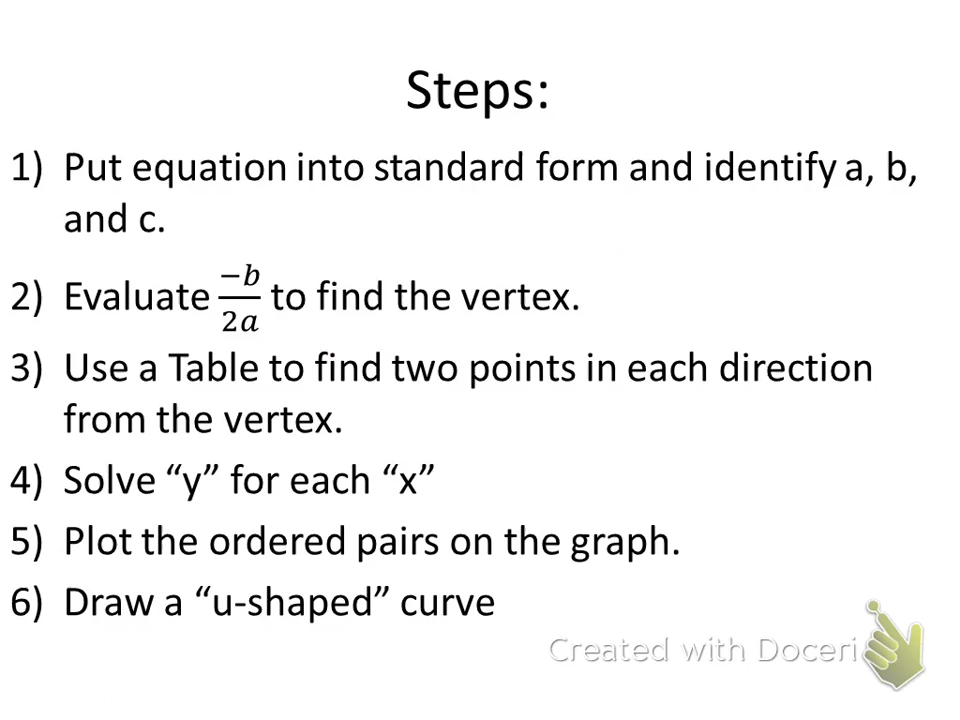 Steps:
1) Put equation into standard form and identify a, b,
and c.
2) Evaluate −b/2a to find the vertex.
3) Use a Table to find two points in each direction
from the vertex.
4) Solve “y” for each “x”
5) Plot the ordered pairs on the graph.
6) Draw a “u-shaped” curve
Created with Doceri